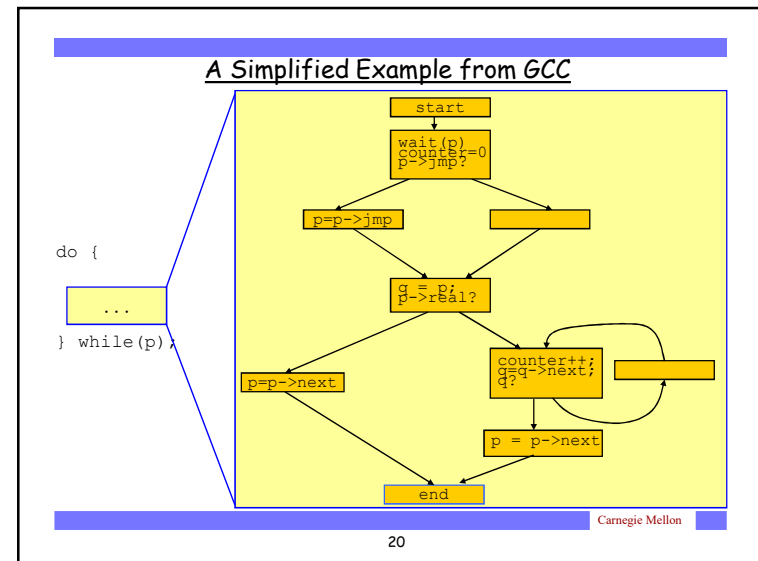 A Simplified Example from GCC
start
wait(p)
counter=0
p->jmp?
p=p->jmp
do {
q = p;
p->real?
...
} while(p);
counter++;
q=q->next;
q?
p=p->next
p = p->next
end
Carnegie Mellon
20